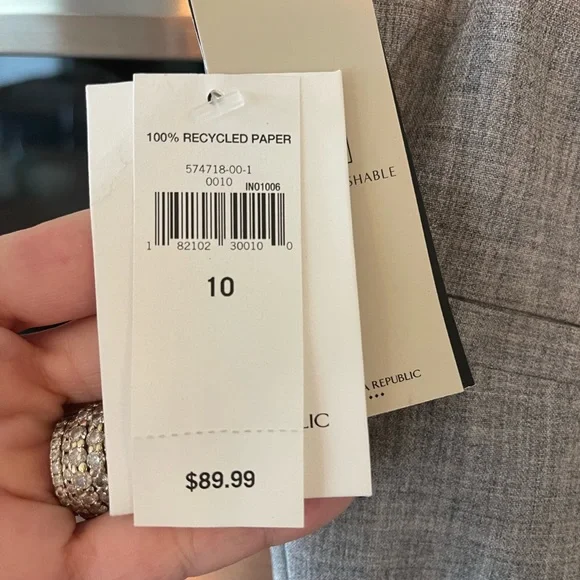 100% RECYCLED PAPER
574718-00-1
0010 IN01006
1 82102 30010 0
10
$89.99
SHABLE
A REPUBLIC
LIC